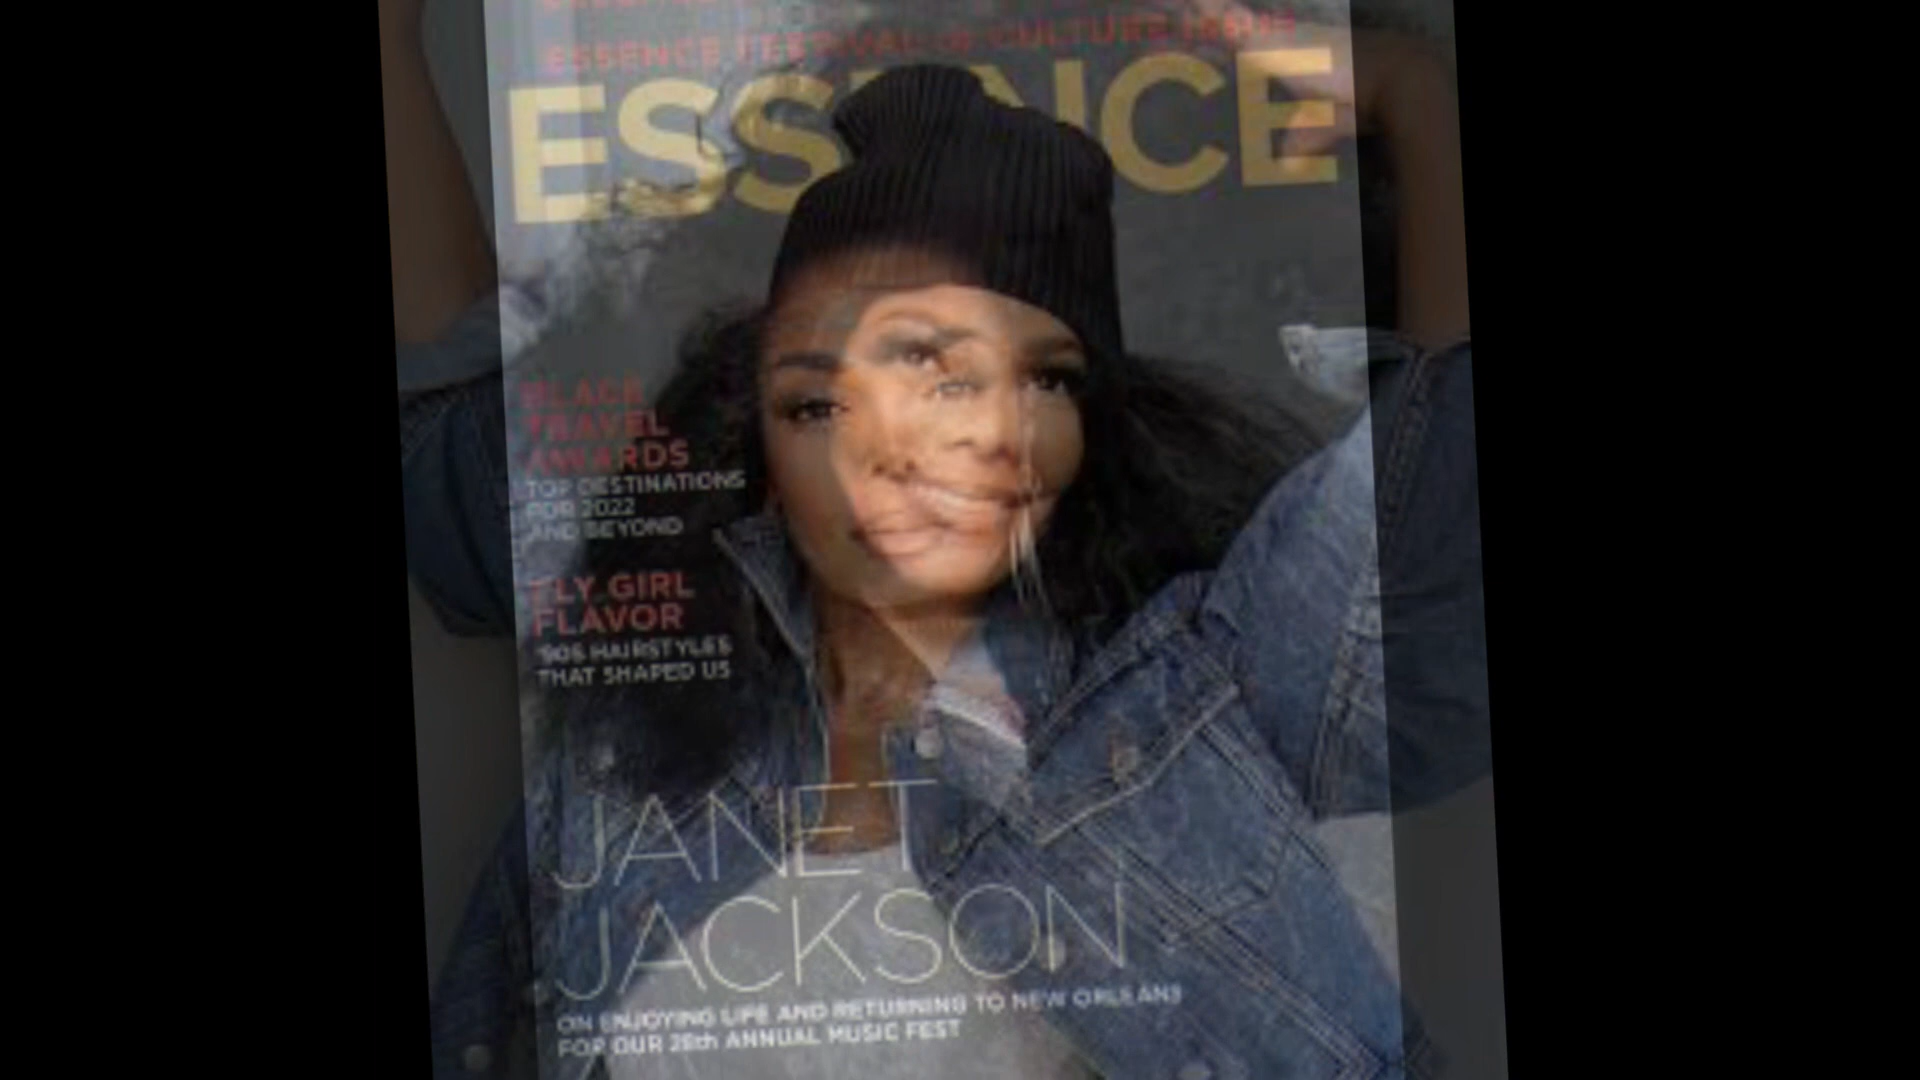 ESSENCE FESTIVAL OF CULTURE ISSUE
ESSENCE
BLACK
TRAVEL
AWARDS
TOP DESTINATIONS
FOR 2022
AND BEYOND
FLY GIRL
FLAVOR
'90S HAIRSTYLES
THAT SHAPED US
JANET
JACKSON
ON ENJOYING LIFE AND RETURNING TO NEW ORLEANS
FOR OUR 28th ANNUAL MUSIC FEST